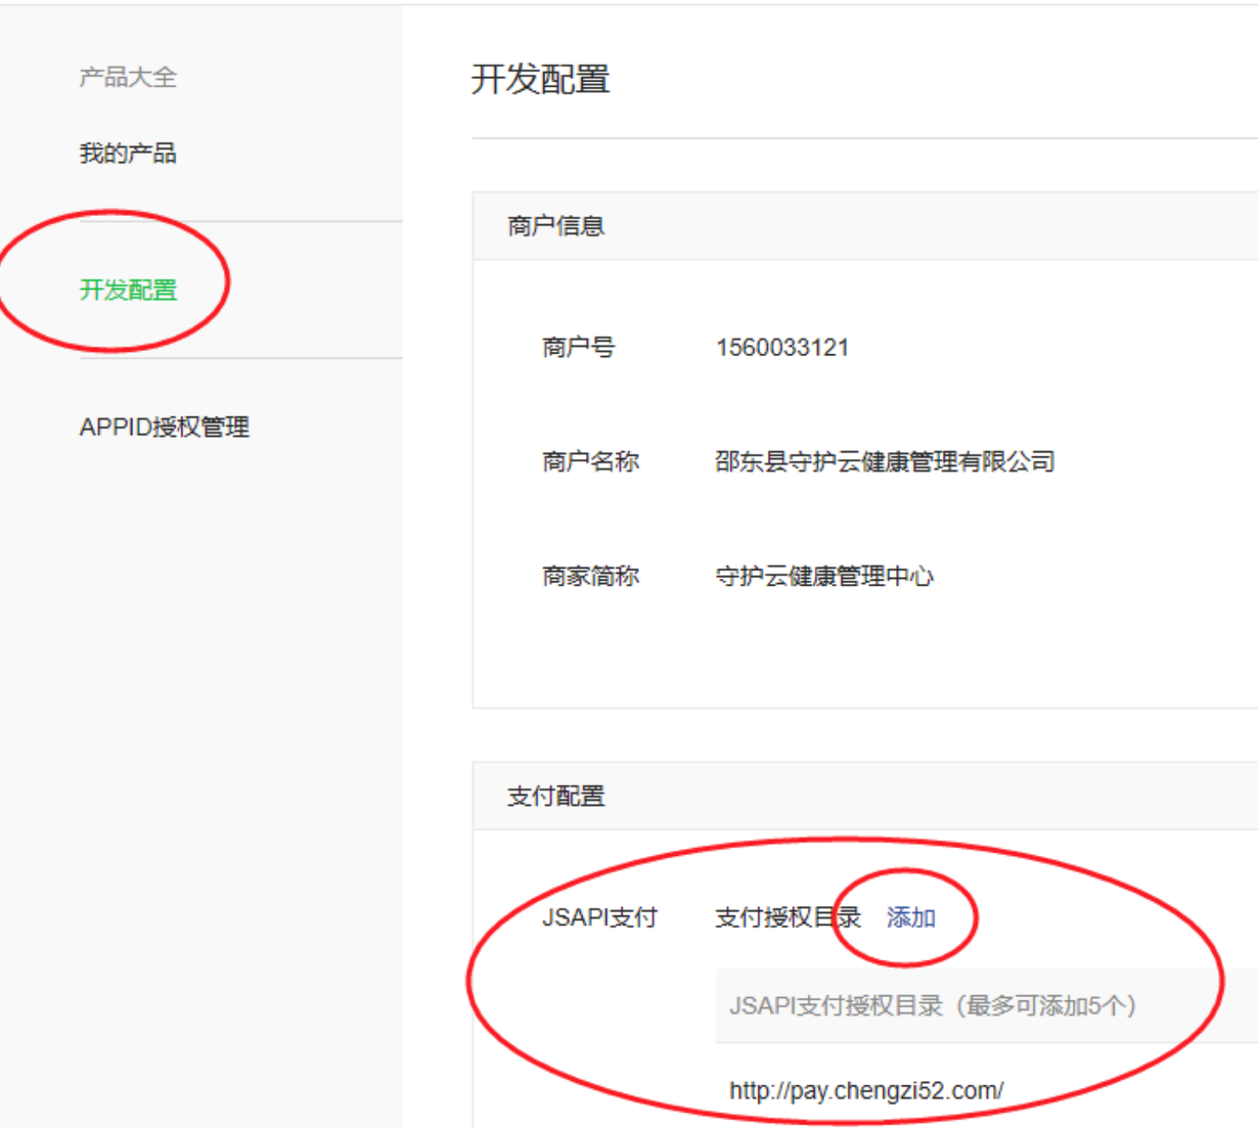 产品大全
我的产品
开发配置
APPID授权管理
开发配置
商户信息
商户号 1560033121
商户名称 邵东县守护云健康管理有限公司
商家简称 守护云健康管理中心
支付配置
JSAPI支付 支付授权目录 添加
JSAPI支付授权目录（最多可添加5个）
http://pay.chengzi52.com/